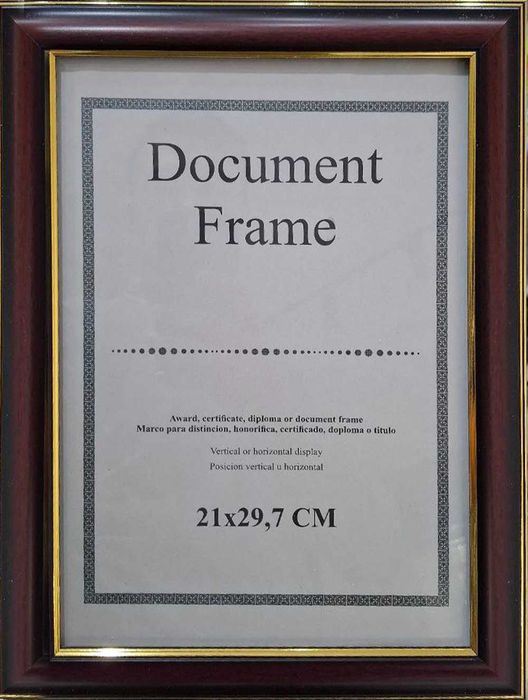 Document
Frame
Award, certificate, diploma or document frame
Marco para distincion, honorifica, certificado, doploma o titulo
Vertical or horizontal display
Posicion vertical u horizontal
21x29,7 CM